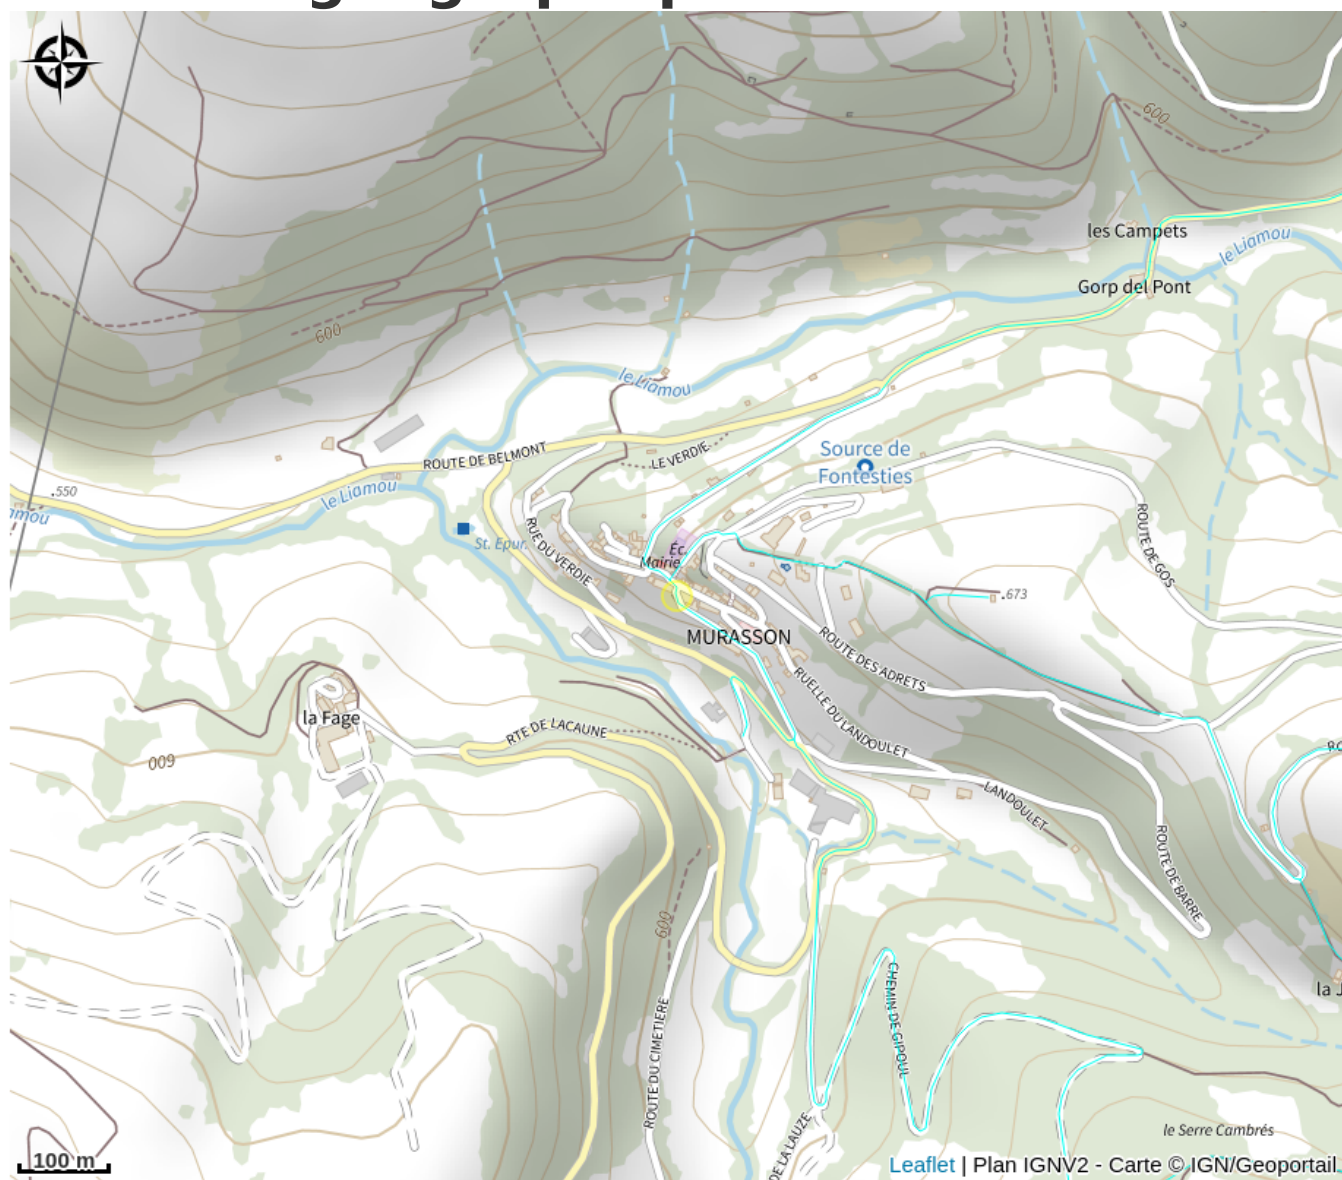 600
les Campets
le Liamou
Gorp del Pont
600
le Liamou
ROUTE DE BELMONT
LE VERDIE
Source de
Fontesties
.550
le Liamou
RUE DU VERDIE
St. Epur.
Éc.
Mairie
ROUTE DE GOS
.673
MURASSON
ROUTE DES ADRETS
RUELLE DU LANDOULET
la Fage
RTE DE LACAUNE
600
LANDOULET
ROUTE DE BARRE
600
CHEMIN DE GIPOUL
ROUTE DU CIMETIERE
DE LA LAUZE
le Serre Cambrés
100 m
Leaflet | Plan IGNV2 - Carte © IGN/Geoportail